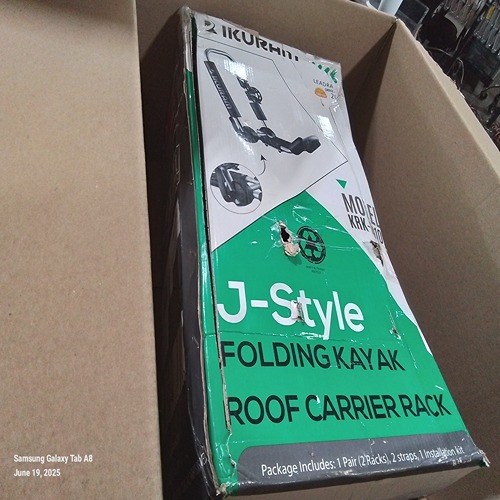 IKURAM
J-Style
FOLDING KAYAK
ROOF CARRIER RACK
Package Includes: 1 Pair (2 Racks), 2 straps, 1 Installation kit
Samsung Galaxy Tab A8
June 19, 2025